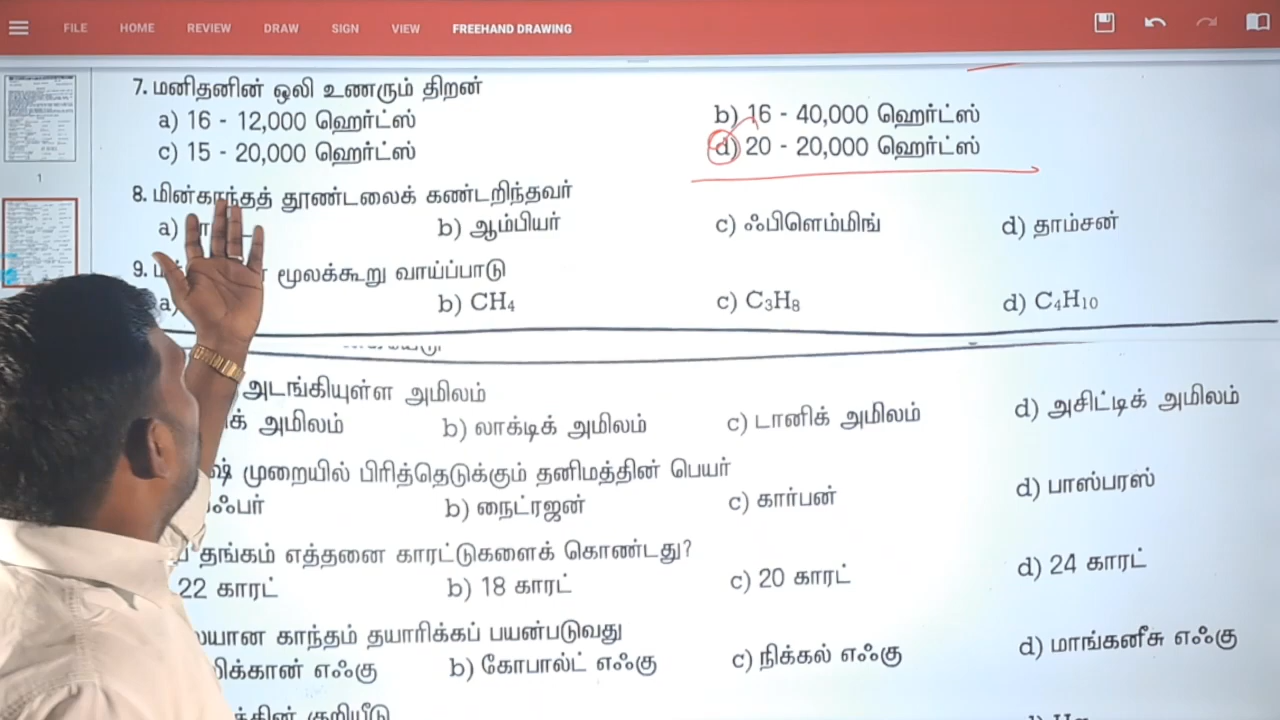 FILE HOME REVIEW DRAW SIGN VIEW FREEHAND DRAWING
7. மனிதனின் ஒலி உணரும் திறன்
a) 16 - 12,000 ஹெர்ட்ஸ் b) 16 - 40,000 ஹெர்ட்ஸ்
c) 15 - 20,000 ஹெர்ட்ஸ் d) 20 - 20,000 ஹெர்ட்ஸ்
8. மின்காந்தத் தூண்டலைக் கண்டறிந்தவர்
a) b) ஆம்பியர் c) ஃபிளெம்மிங் d) தாம்சன்
9. மூலக்கூறு வாய்ப்பாடு
a) b) CH₄ c) C₃H₈ d) C₄H₁₀
1
அடங்கியுள்ள அமிலம்
அமிலம் b) லாக்டிக் அமிலம் c) டானிக் அமிலம் d) அசிட்டிக் அமிலம்
முறையில் பிரித்தெடுக்கும் தனிமத்தின் பெயர்
b) நைட்ரஜன் c) கார்பன் d) பாஸ்பரஸ்
தங்கம் எத்தனை காரட்டுகளைக் கொண்டது?
22 காரட் b) 18 காரட் c) 20 காரட் d) 24 காரட்
காந்தம் தயாரிக்கப் பயன்படுவது
எஃகு b) கோபால்ட் எஃகு c) நிக்கல் எஃகு d) மாங்கனீசு எஃகு
குறியீடு